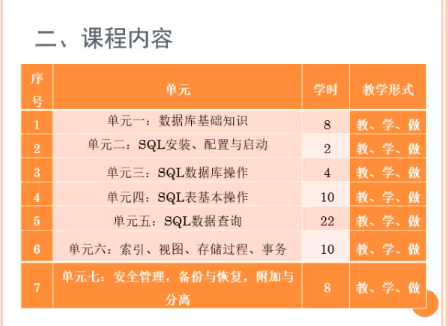 二、课程内容
序号 单元 学时 教学形式
1 单元一：数据库基础知识 8 教、学、做
2 单元二：SQL安装、配置与启动 2 教、学、做
3 单元三：SQL数据库操作 4 教、学、做
4 单元四：SQL表基本操作 10 教、学、做
5 单元五：SQL数据查询 22 教、学、做
6 单元六：索引、视图、存储过程、事务 10 教、学、做
7 单元七：安全管理，备份与恢复，附加与
分离 8 教、学、做